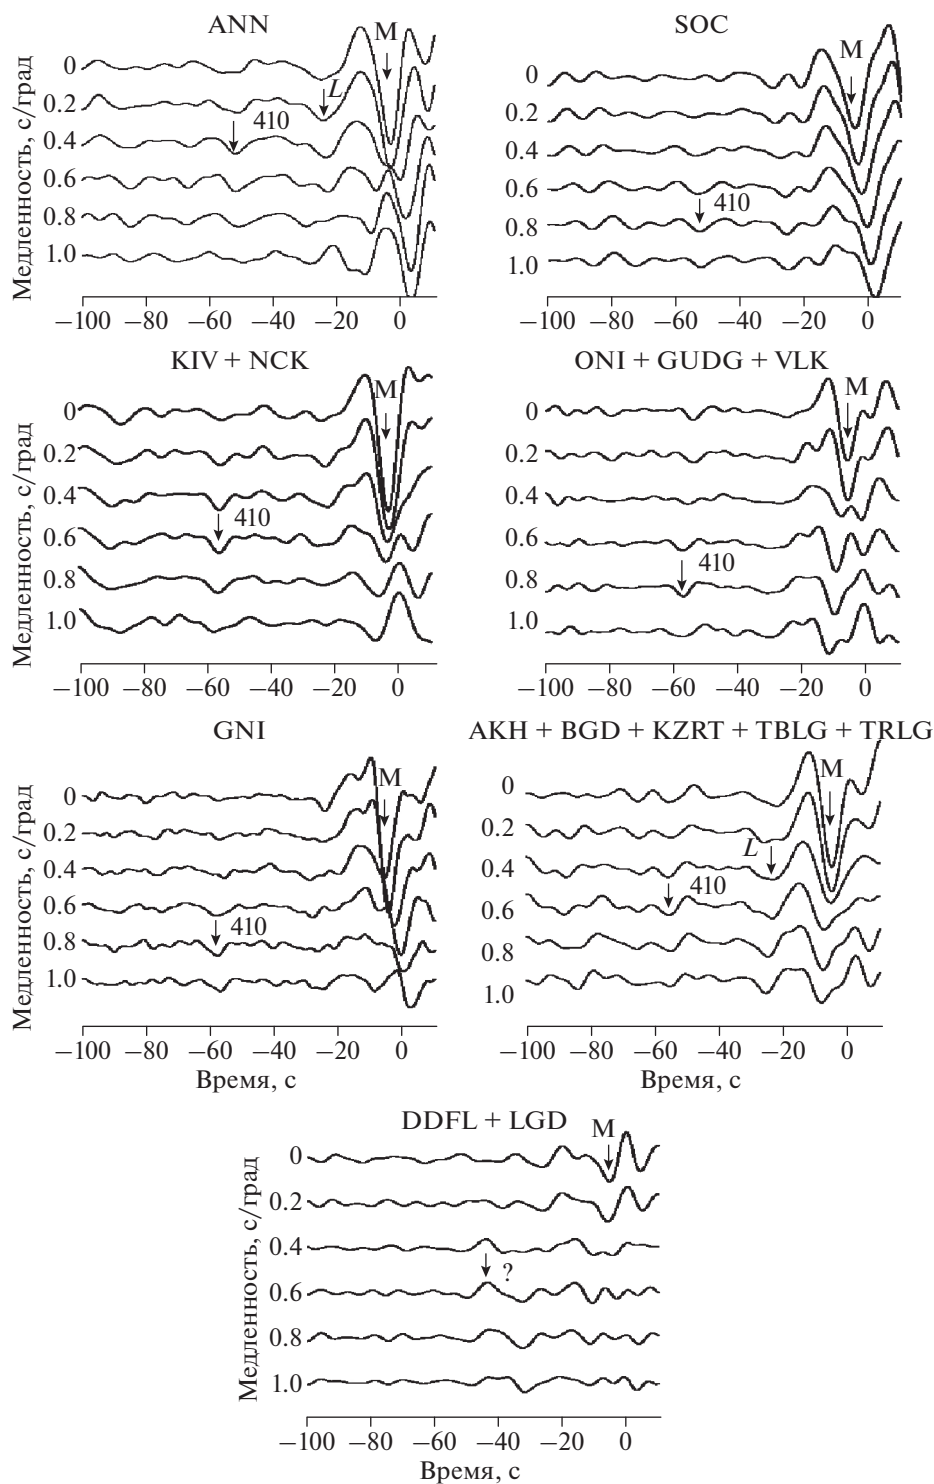 ANN
Медленность, с/град
0
0.2
0.4
0.6
0.8
1.0
M
L
410
−100 −80 −60 −40 −20 0
SOC
0
0.2
0.4
0.6
0.8
1.0
M
410
−100 −80 −60 −40 −20 0
KIV + NCK
Медленность, с/град
0
0.2
0.4
0.6
0.8
1.0
M
410
−100 −80 −60 −40 −20 0
ONI + GUDG + VLK
0
0.2
0.4
0.6
0.8
1.0
M
410
−100 −80 −60 −40 −20 0
GNI
Медленность, с/град
0
0.2
0.4
0.6
0.8
1.0
M
410
−100 −80 −60 −40 −20 0
Время, с
AKH + BGD + KZRT + TBLG + TRLG
0
0.2
0.4
0.6
0.8
1.0
M
L
410
−100 −80 −60 −40 −20 0
Время, с
DDFL + LGD
Медленность, с/град
0
0.2
0.4
0.6
0.8
1.0
M
?
−100 −80 −60 −40 −20 0
Время, с